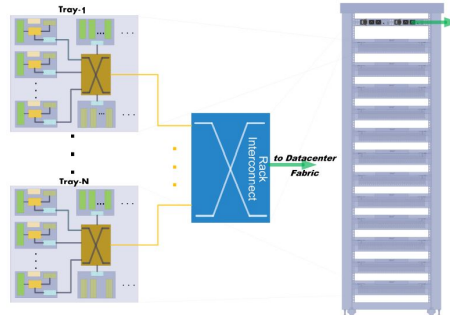 Tray-1
...
...
Tray-N
...
...
Rack
Interconnect
to Datacenter
Fabric